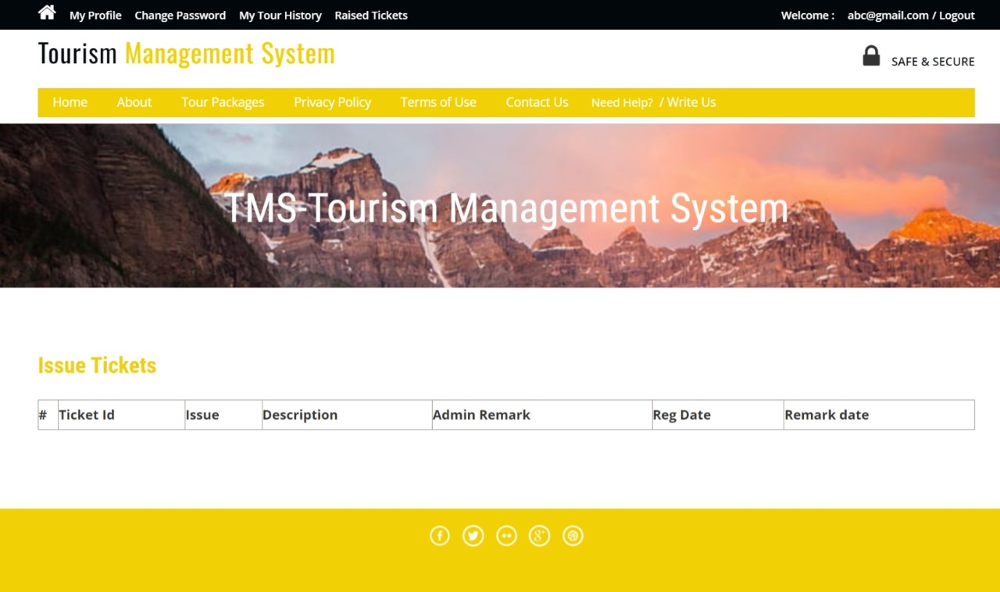 My Profile Change Password My Tour History Raised Tickets Welcome : abc@gmail.com / Logout
Tourism Management System
SAFE & SECURE
Home About Tour Packages Privacy Policy Terms of Use Contact Us Need Help? / Write Us
TMS-Tourism Management System
Issue Tickets
# Ticket Id Issue Description Admin Remark Reg Date Remark date